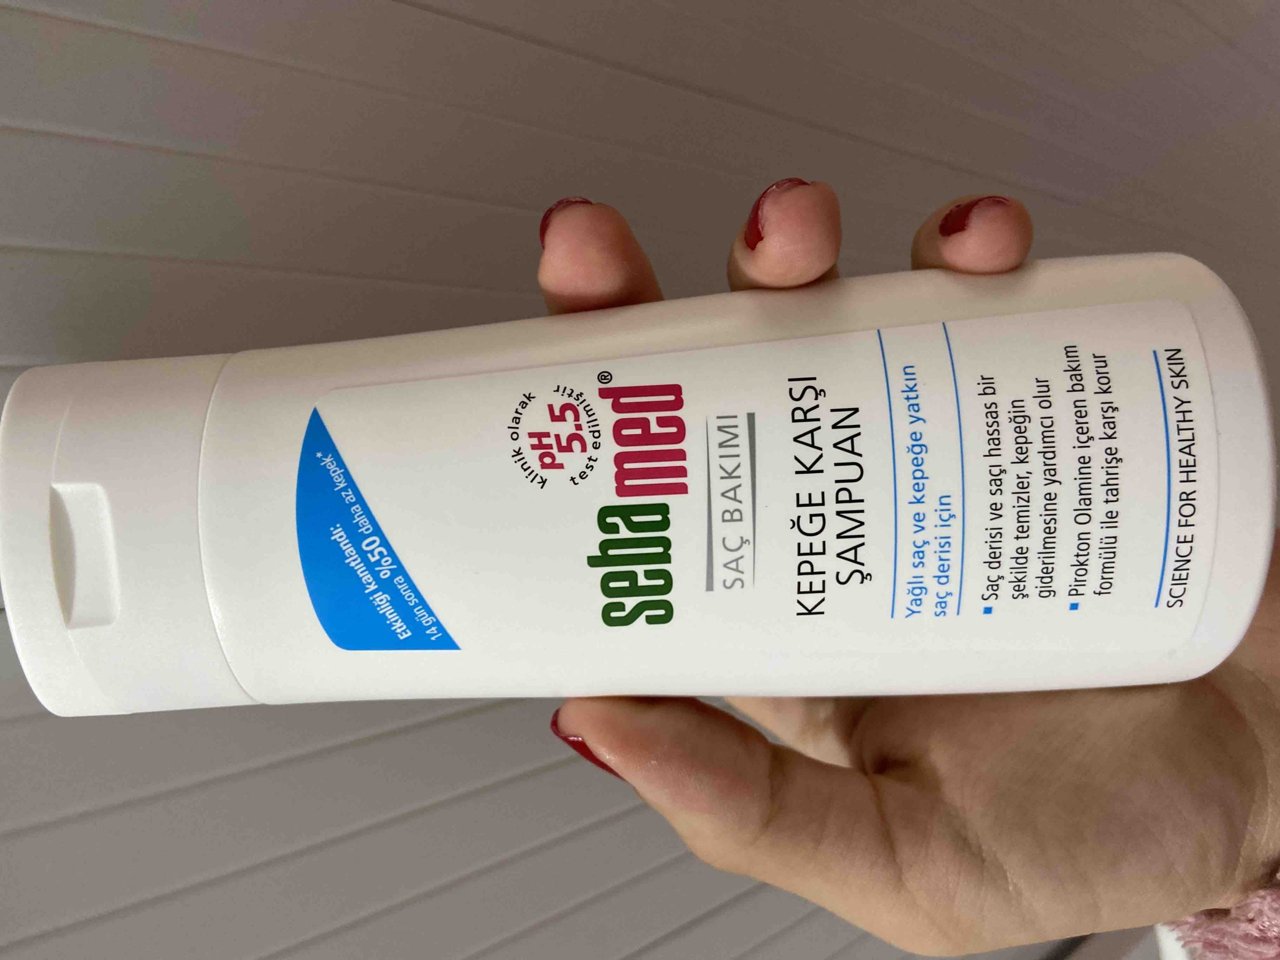 Etkinliği kanıtlandı:
14 gün sonra %50 daha az kepek*
klinik olarak
pH
5.5
test edilmiştir
sebamed®
SAÇ BAKIMI
KEPEĞE KARŞI
ŞAMPUAN
Yağlı saç ve kepeğe yatkın
saç derisi için
▪ Saç derisi ve saçı hassas bir
şekilde temizler, kepeğin
giderilmesine yardımcı olur
▪ Pirokton Olamine içeren bakım
formülü ile tahrişe karşı korur
SCIENCE FOR HEALTHY SKIN